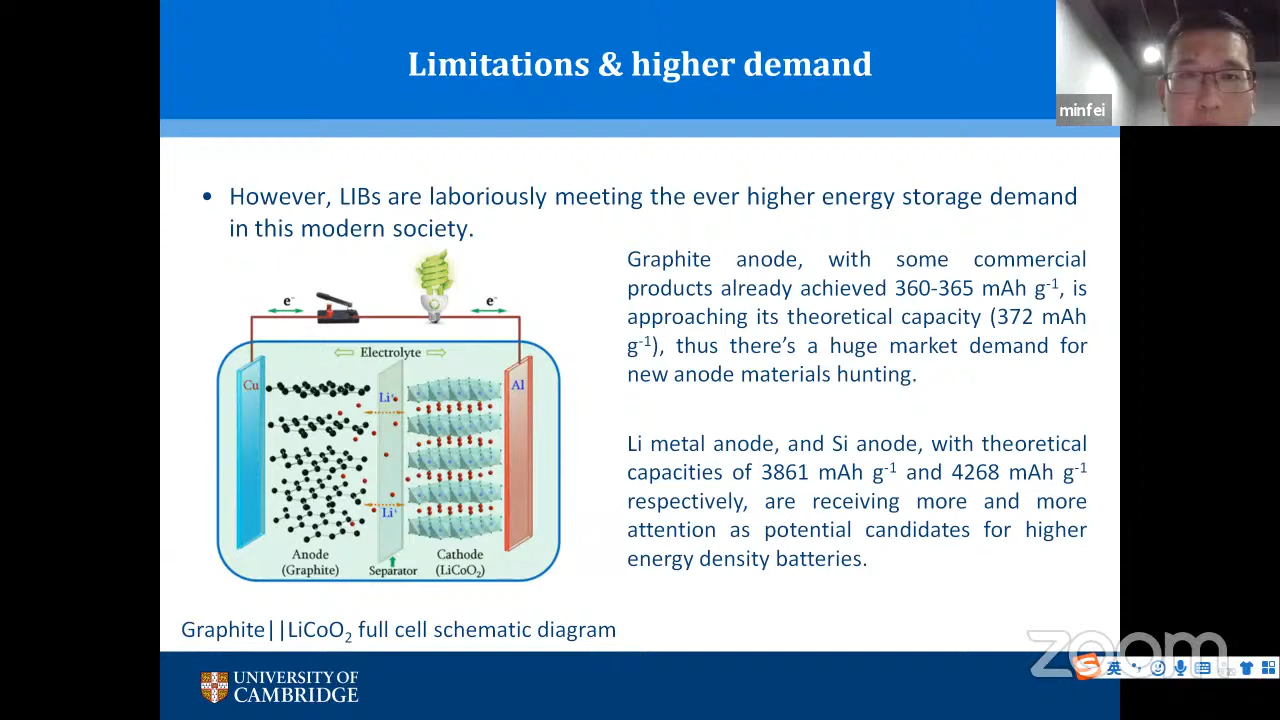 Limitations & higher demand
minfei
• However, LIBs are laboriously meeting the ever higher energy storage demand
in this modern society.
Graphite anode, with some commercial
products already achieved 360-365 mAh g⁻¹, is
approaching its theoretical capacity (372 mAh
g⁻¹), thus there's a huge market demand for
new anode materials hunting.
Li metal anode, and Si anode, with theoretical
capacities of 3861 mAh g⁻¹ and 4268 mAh g⁻¹
respectively, are receiving more and more
attention as potential candidates for higher
energy density batteries.
e⁻ e⁻
Electrolyte
Cu Li⁺ Al
Li⁺
Anode
(Graphite)
Separator
Cathode
(LiCoO₂)
Graphite||LiCoO₂ full cell schematic diagram
UNIVERSITY OF
CAMBRIDGE
zoom
英